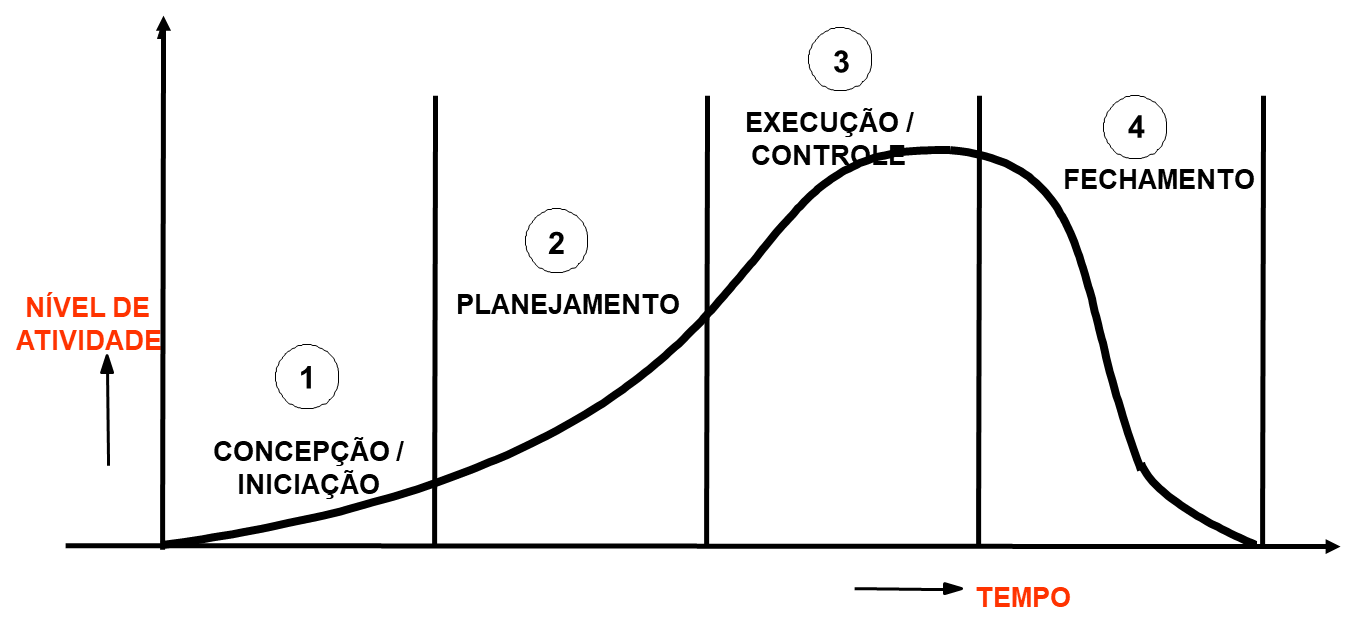 3
EXECUÇÃO /
CONTROLE
4
FECHAMENTO
2
PLANEJAMENTO
NÍVEL DE
ATIVIDADE
1
CONCEPÇÃO /
INICIAÇÃO
TEMPO